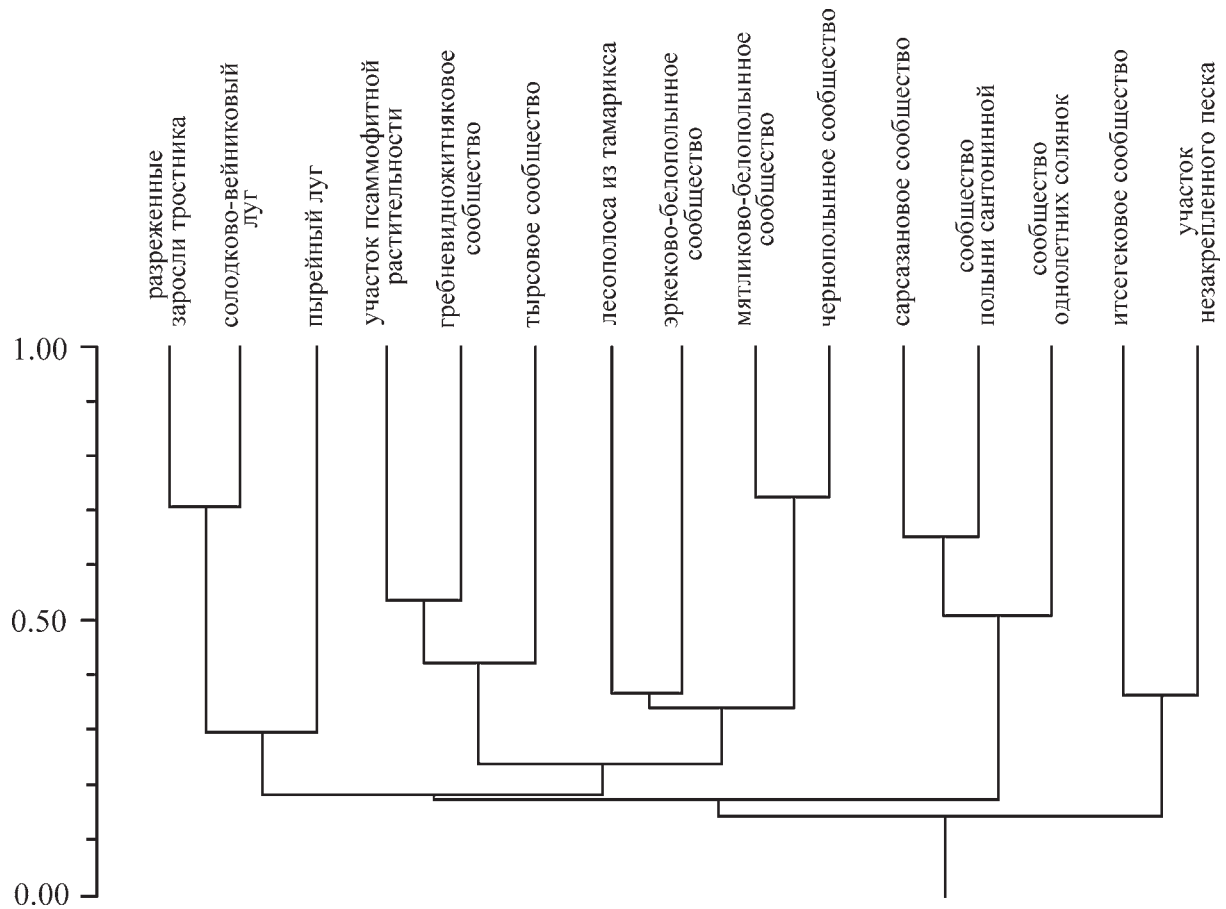 разреженные
заросли тростника
солодково-вейниковый
луг
пырейный луг
участок псаммофитной
растительности
гребневидножитняковое
сообщество
тырсовое сообщество
лесополоса из тамарикса
эркеково-белополынное
сообщество
мятликово-белополынное
сообщество
чернополынное сообщество
сарсазановое сообщество
сообщество
полыни сантонинной
сообщество
однолетних солянок
итсегековое сообщество
участок
незакрепленного песка
1.00
0.50
0.00